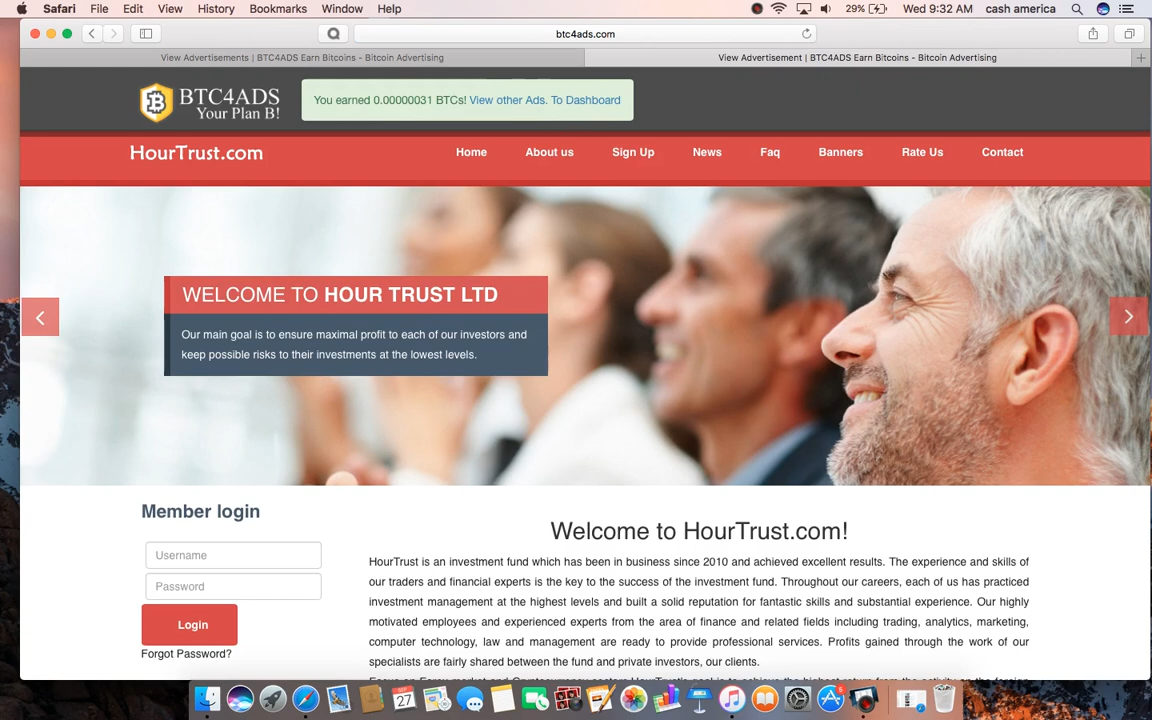 Safari File Edit View History Bookmarks Window Help 29% Wed 9:32 AM cash america
btc4ads.com
View Advertisements | BTC4ADS Earn Bitcoins - Bitcoin Advertising
View Advertisement | BTC4ADS Earn Bitcoins - Bitcoin Advertising
BTC4ADS
Your Plan B!
You earned 0.00000031 BTCs! View other Ads. To Dashboard
HourTrust.com
Home About us Sign Up News Faq Banners Rate Us Contact
WELCOME TO HOUR TRUST LTD
Our main goal is to ensure maximal profit to each of our investors and
keep possible risks to their investments at the lowest levels.
Member login
Username
Password
Login
Forgot Password?
Welcome to HourTrust.com!
HourTrust is an investment fund which has been in business since 2010 and achieved excellent results. The experience and skills of
our traders and financial experts is the key to the success of the investment fund. Throughout our careers, each of us has practiced
investment management at the highest levels and built a solid reputation for fantastic skills and substantial experience. Our highly
motivated employees and experienced experts from the area of finance and related fields including trading, analytics, marketing,
computer technology, law and management are ready to provide professional services. Profits gained through the work of our
specialists are fairly shared between the fund and private investors, our clients.
SEP
27